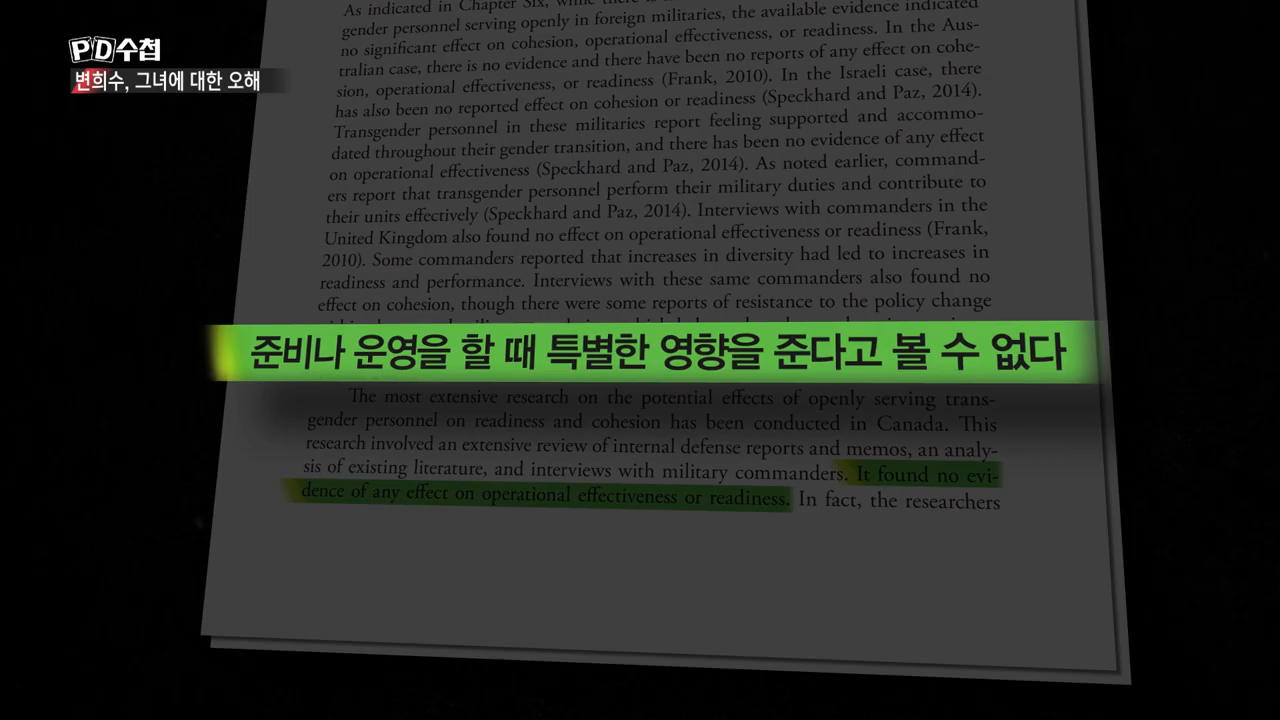 PD수첩
변희수, 그녀에 대한 오해
As indicated in Chapter Six, while there is
gender personnel serving openly in foreign militaries, the available evidence indicated
no significant effect on cohesion, operational effectiveness, or readiness. In the Aus-
tralian case, there is no evidence and there have been no reports of any effect on cohe-
sion, operational effectiveness, or readiness (Frank, 2010). In the Israeli case, there
has also been no reported effect on cohesion or readiness (Speckhard and Paz, 2014).
Transgender personnel in these militaries report feeling supported and accommo-
dated throughout their gender transition, and there has been no evidence of any effect
on operational effectiveness (Speckhard and Paz, 2014). As noted earlier, command-
ers report that transgender personnel perform their military duties and contribute to
their units effectively (Speckhard and Paz, 2014). Interviews with commanders in the
United Kingdom also found no effect on operational effectiveness or readiness (Frank,
2010). Some commanders reported that increases in diversity had led to increases in
readiness and performance. Interviews with these same commanders also found no
effect on cohesion, though there were some reports of resistance to the policy change
준비나 운영을 할 때 특별한 영향을 준다고 볼 수 없다
The most extensive research on the potential effects of openly serving trans-
gender personnel on readiness and cohesion has been conducted in Canada. This
research involved an extensive review of internal defense reports and memos, an analy-
sis of existing literature, and interviews with military commanders. It found no evi-
dence of any effect on operational effectiveness or readiness. In fact, the researchers